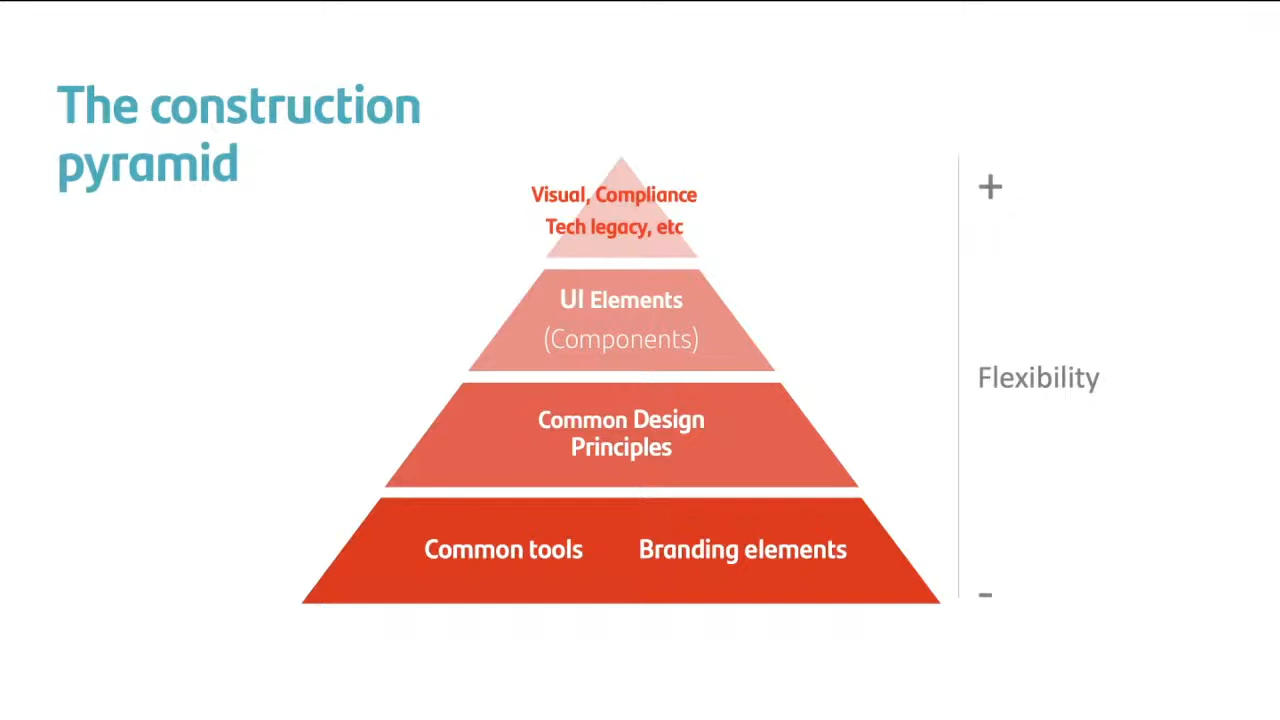 The construction
pyramid
Visual, Compliance
Tech legacy, etc
UI Elements
(Components)
Common Design
Principles
Common tools
Branding elements
+
Flexibility
-